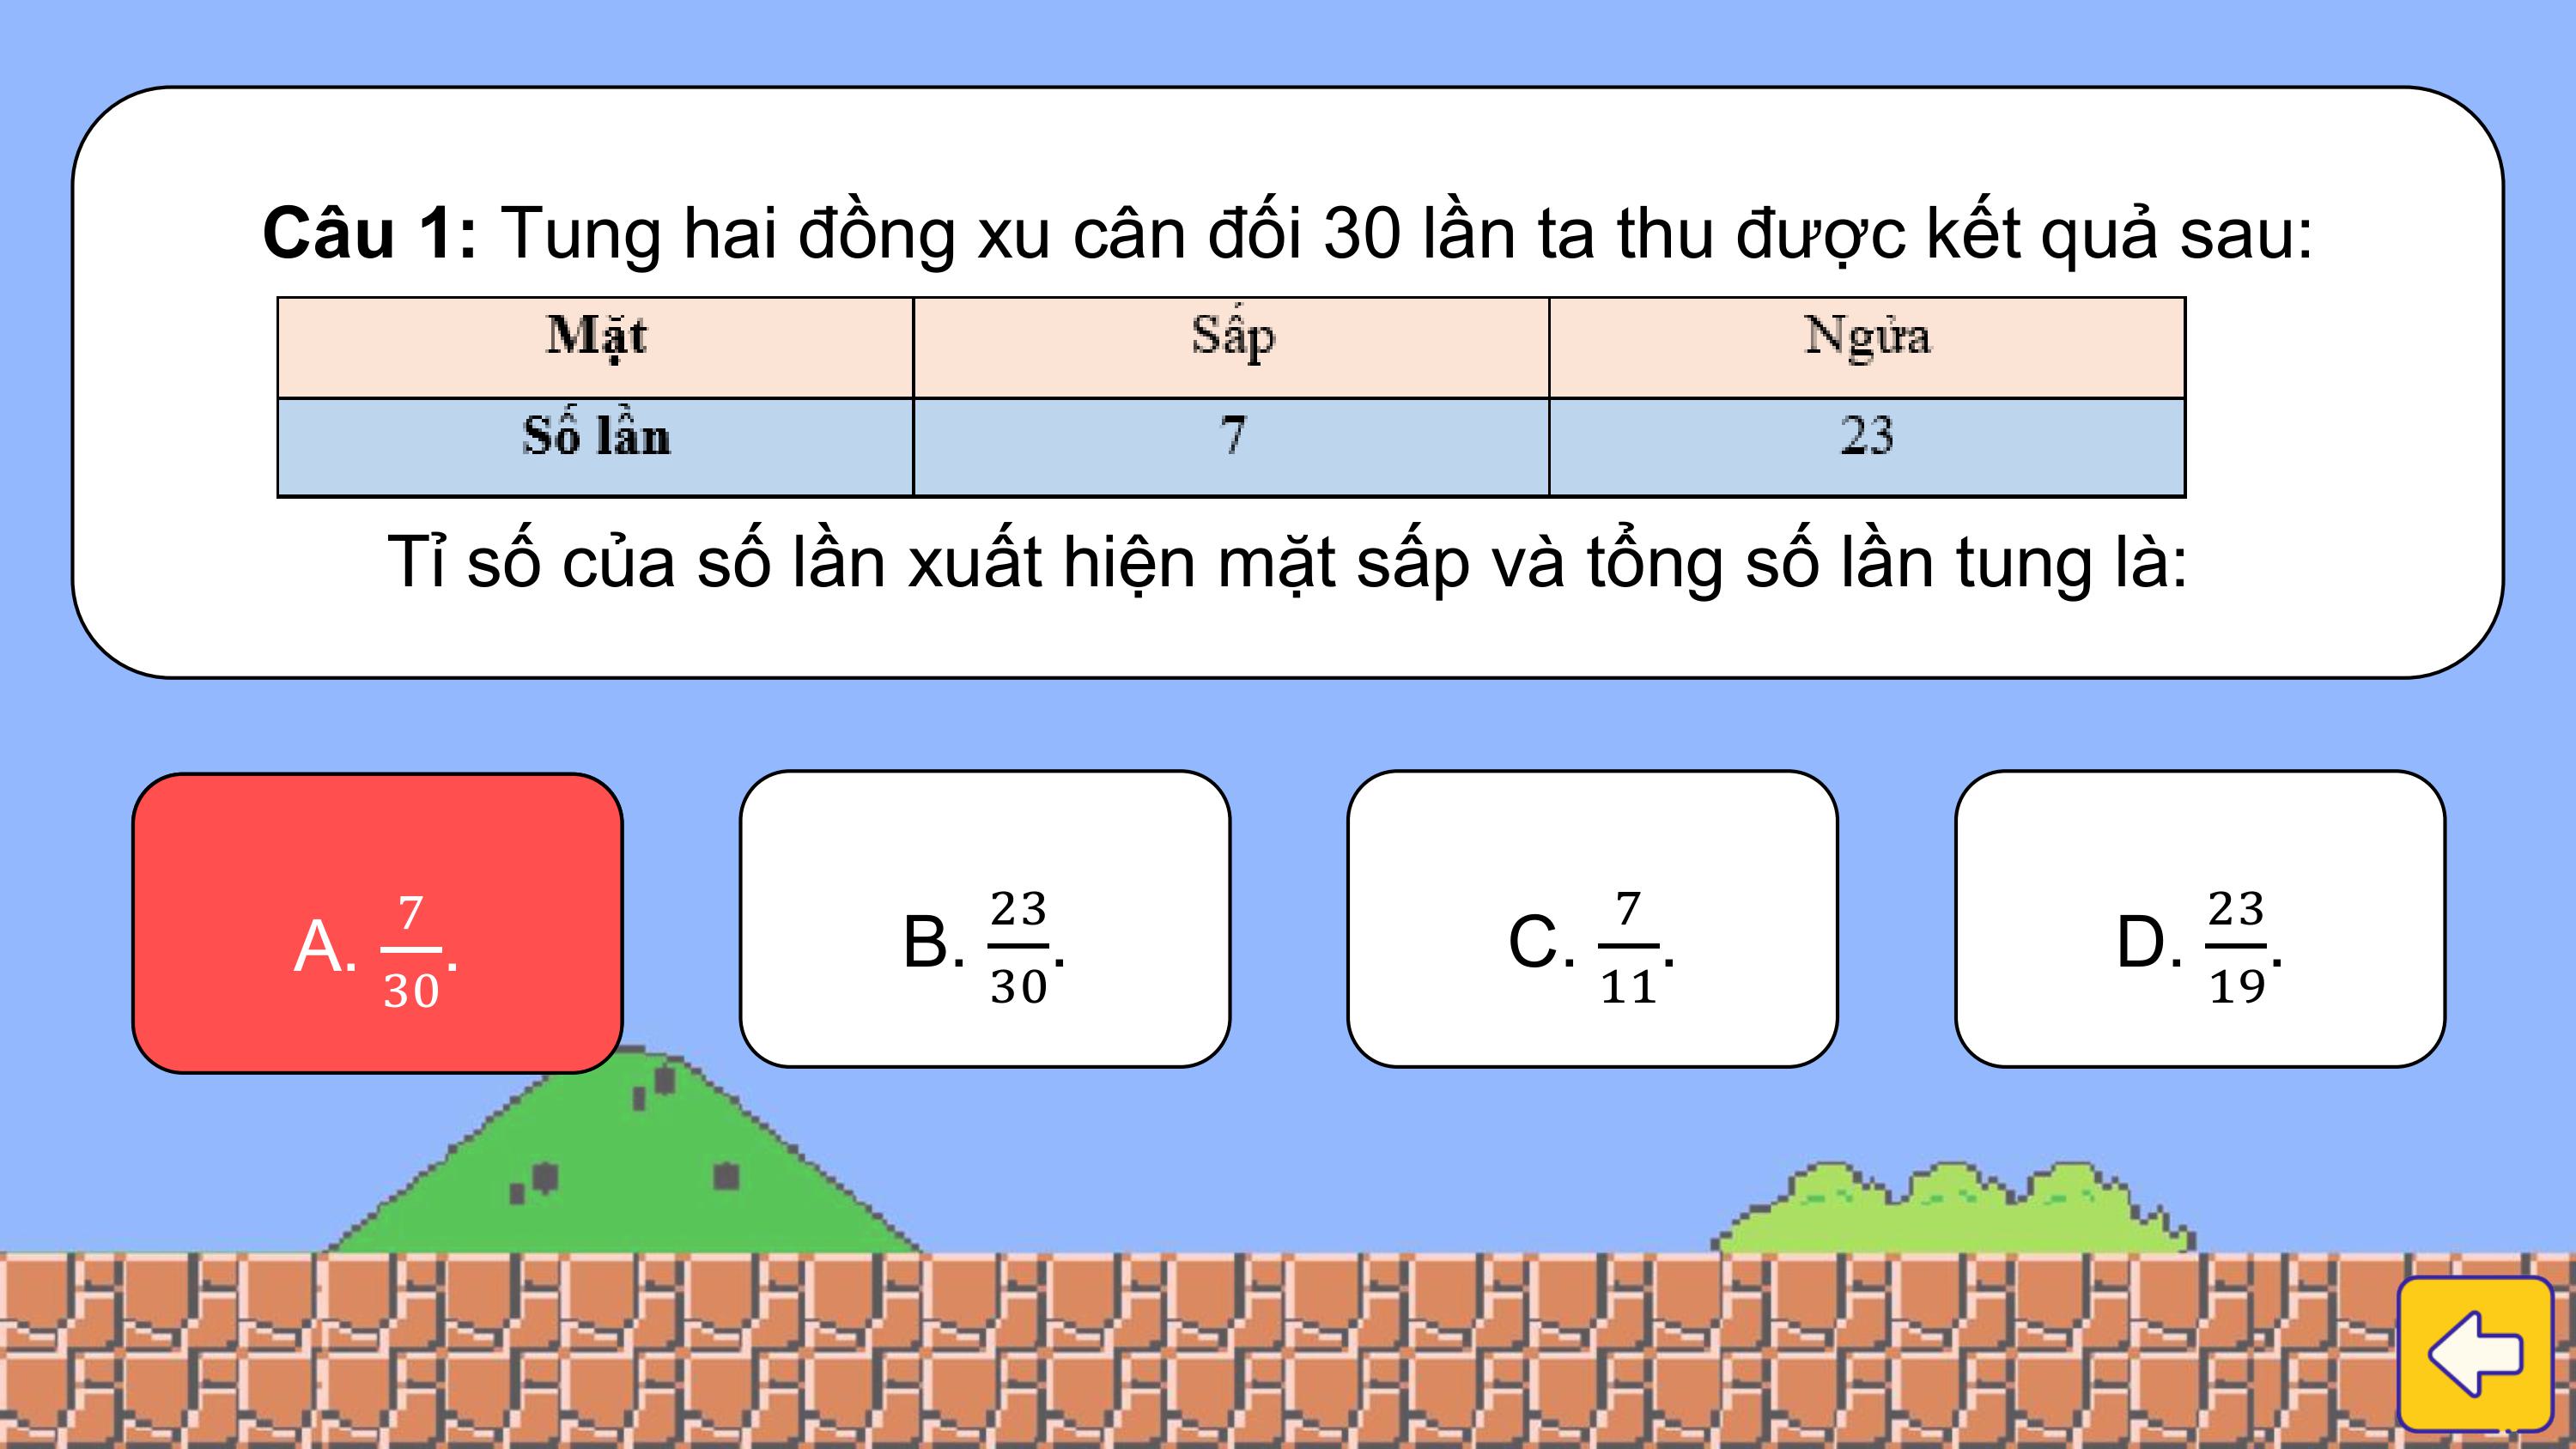 Câu 1: Tung hai đồng xu cân đối 30 lần ta thu được kết quả sau:
Mặt Sấp Ngửa
Số lần 7 23
Tỉ số của số lần xuất hiện mặt sấp và tổng số lần tung là:
A. 7/30. B. 23/30. C. 7/11. D. 23/19.